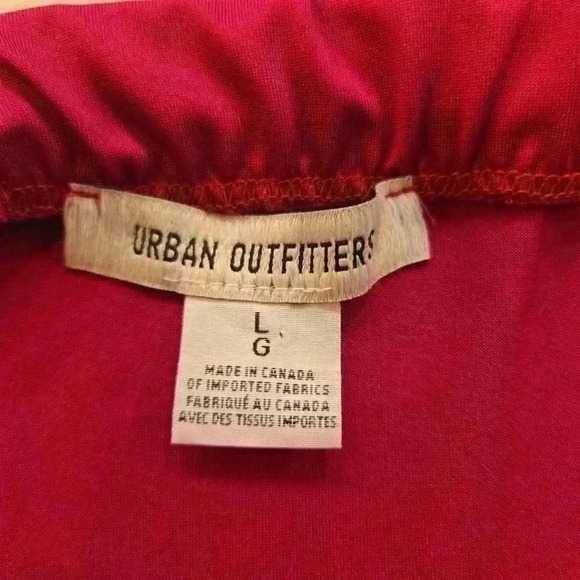 URBAN OUTFITTERS
L
G
MADE IN CANADA
OF IMPORTED FABRICS
FABRIQUÉ AU CANADA
AVEC DES TISSUS IMPORTES